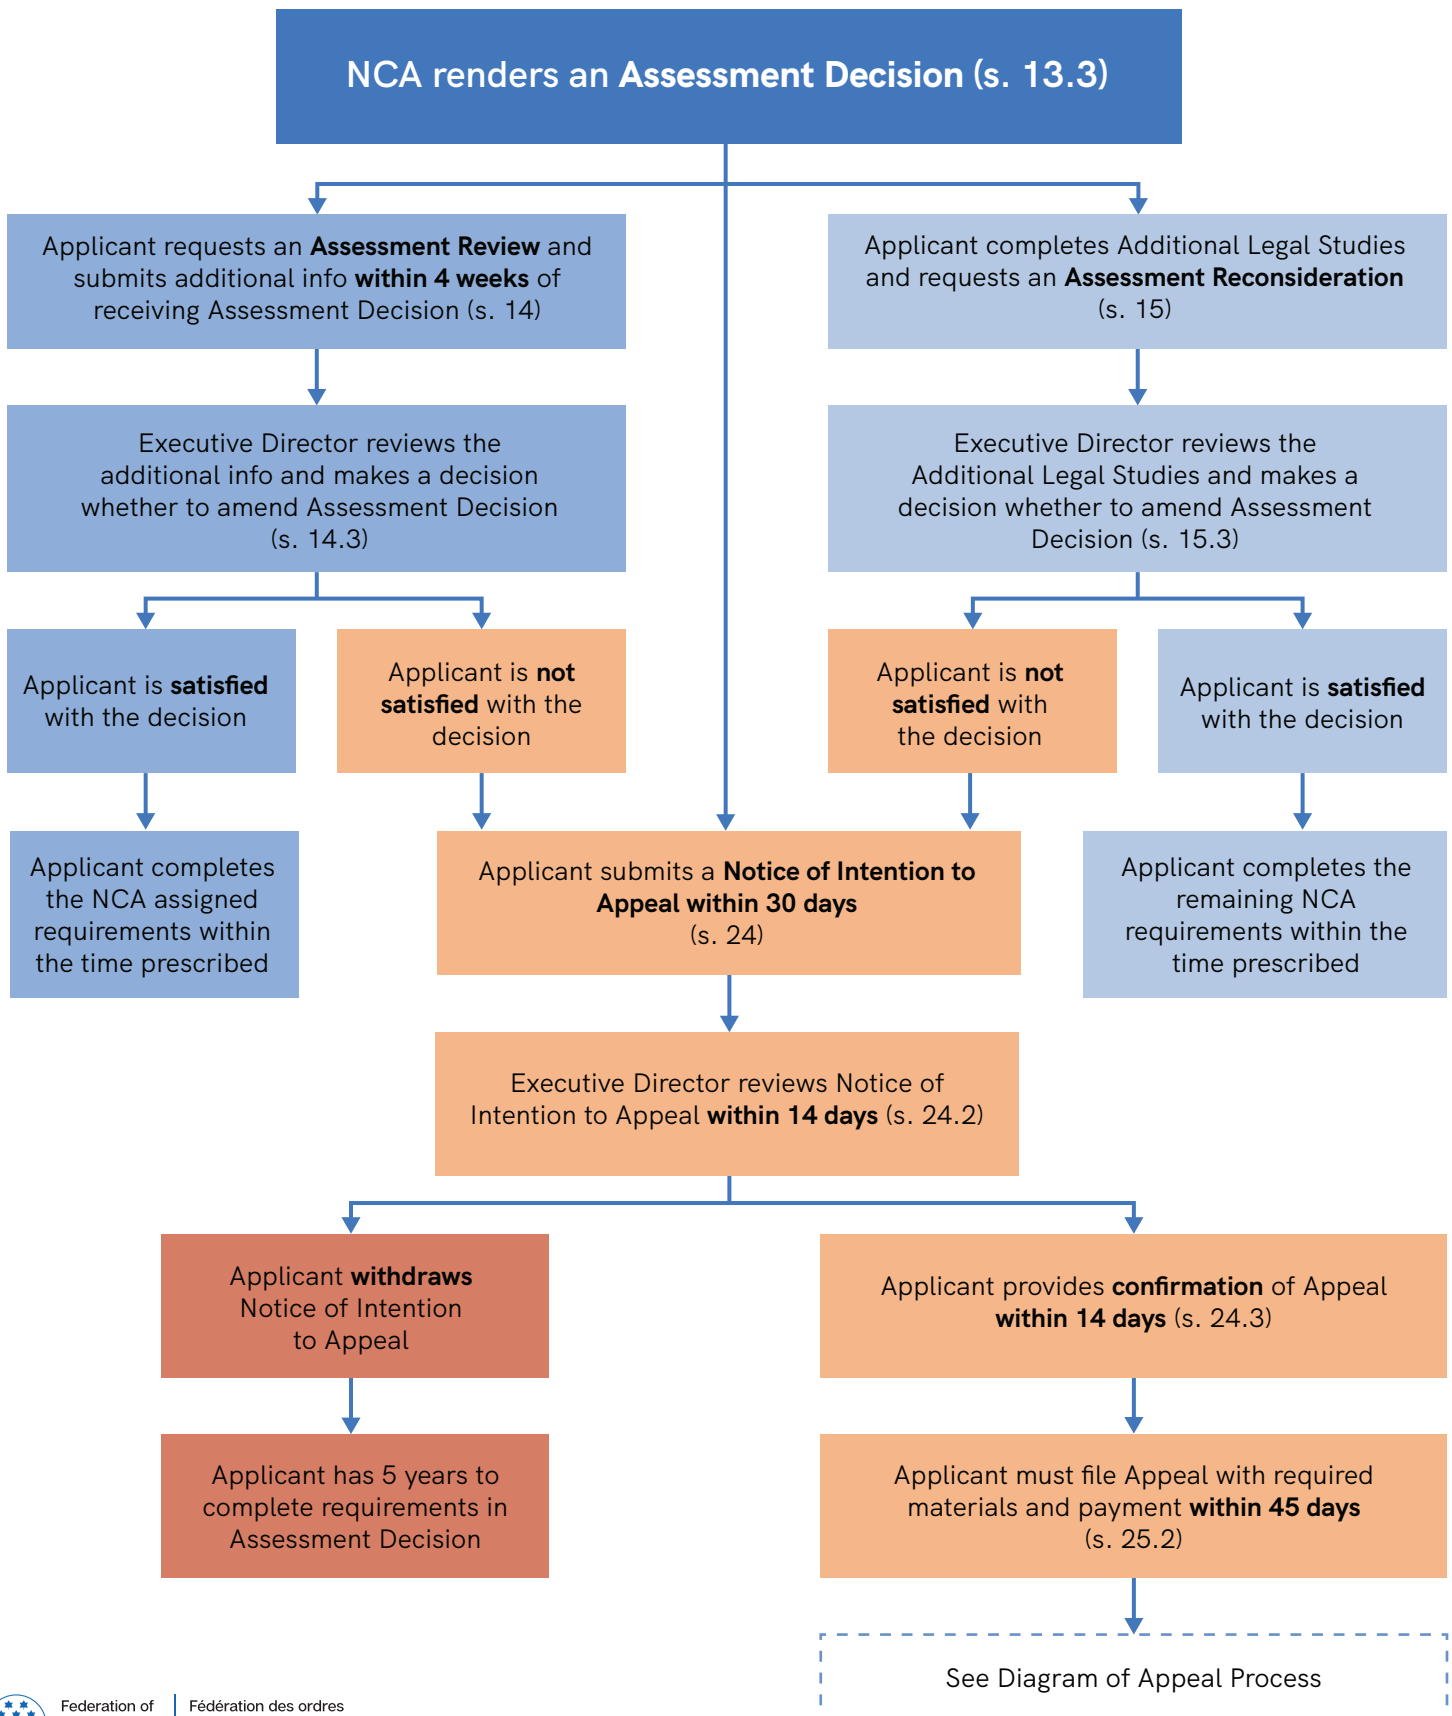 NCA renders an Assessment Decision (s. 13.3)
Applicant requests an Assessment Review and
submits additional info within 4 weeks of
receiving Assessment Decision (s. 14)
Applicant completes Additional Legal Studies
and requests an Assessment Reconsideration
(s. 15)
Executive Director reviews the
additional info and makes a decision
whether to amend Assessment Decision
(s. 14.3)
Executive Director reviews the
Additional Legal Studies and makes a
decision whether to amend Assessment
Decision (s. 15.3)
Applicant is satisfied
with the decision
Applicant is not
satisfied with the
decision
Applicant is not
satisfied with
the decision
Applicant is satisfied
with the decision
Applicant completes
the NCA assigned
requirements within
the time prescribed
Applicant submits a Notice of Intention to
Appeal within 30 days
(s. 24)
Applicant completes the
remaining NCA
requirements within the
time prescribed
Executive Director reviews Notice of
Intention to Appeal within 14 days (s. 24.2)
Applicant withdraws
Notice of Intention
to Appeal
Applicant provides confirmation of Appeal
within 14 days (s. 24.3)
Applicant has 5 years to
complete requirements in
Assessment Decision
Applicant must file Appeal with required
materials and payment within 45 days
(s. 25.2)
See Diagram of Appeal Process
Federation of
Fédération des ordres